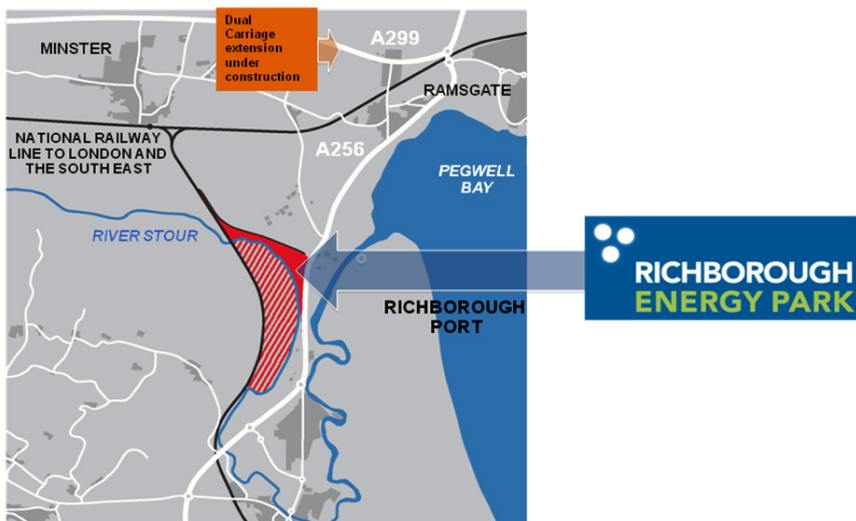 Dual
Carriage
extension
under
construction
A299
MINSTER
RAMSGATE
NATIONAL RAILWAY
LINE TO LONDON AND
THE SOUTH EAST
A256
PEGWELL
BAY
RIVER STOUR
RICHBOROUGH
PORT
RICHBOROUGH
ENERGY PARK